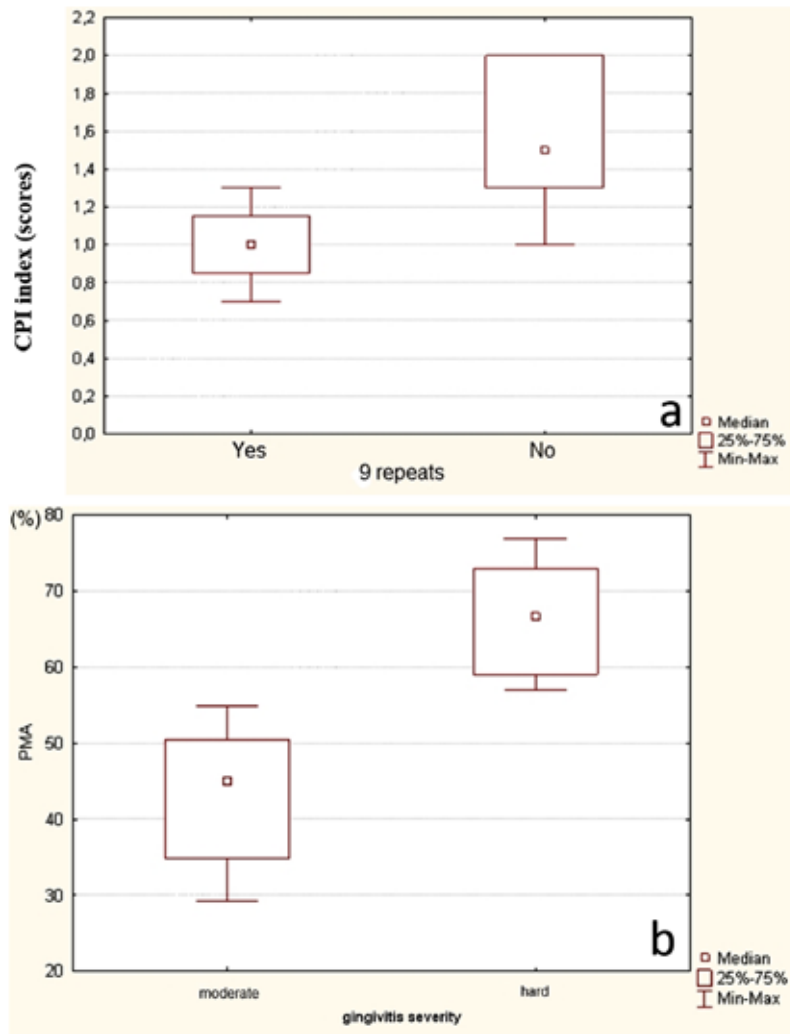 CPI index (scores)
2,2
2,0
1,8
1,6
1,4
1,2
1,0
0,8
0,6
0,4
0,2
0,0
Yes
No
9 repeats
a
Median
25%-75%
Min-Max
(%)
80
70
60
50
40
30
20
PMA
moderate
hard
gingivitis severity
b
Median
25%-75%
Min-Max